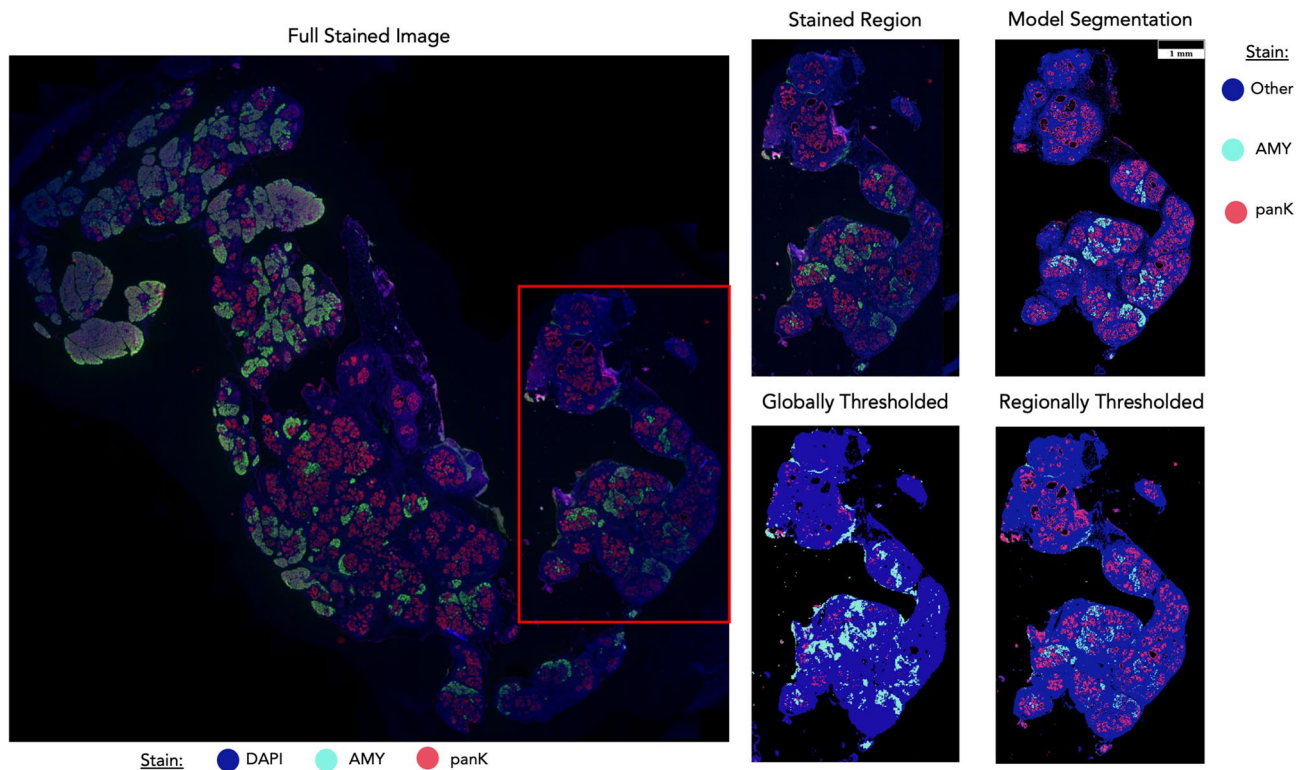 Full Stained Image
Stained Region
Model Segmentation
1 mm
Stain:
Other
AMY
panK
Globally Thresholded
Regionally Thresholded
Stain:
DAPI
AMY
panK